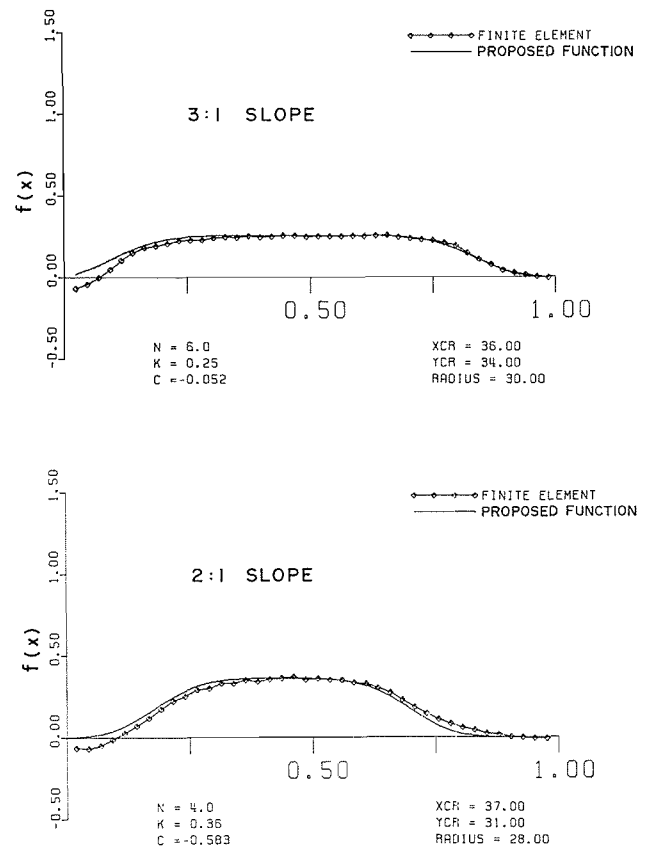 1.50
FINITE ELEMENT
PROPOSED FUNCTION
1.00
3:1 SLOPE
0.50
f(x)
0.00
0.50
1.00
-0.50
N = 6.0
K = 0.25
C =-0.052
XCR = 36.00
YCR = 34.00
RADIUS = 30.00
1.50
FINITE ELEMENT
PROPOSED FUNCTION
1.00
2:1 SLOPE
0.50
f(x)
0.00
0.50
1.00
-0.50
N = 4.0
K = 0.36
C =-0.583
XCR = 37.00
YCR = 31.00
RADIUS = 28.00